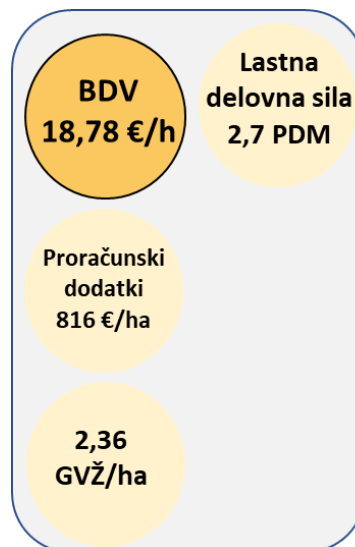 BDV
18,78 €/h
Lastna
delovna sila
2,7 PDM
Proračunski
dodatki
816 €/ha
2,36
GVŽ/ha